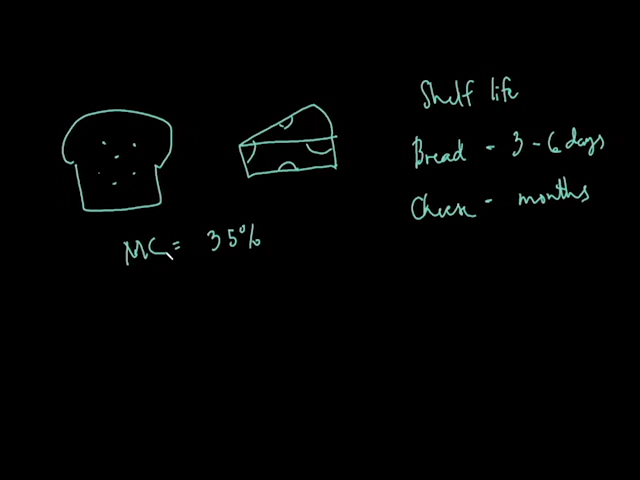 Shelf life
Bread - 3 - 6 days
Cheese - months
MC = 35%